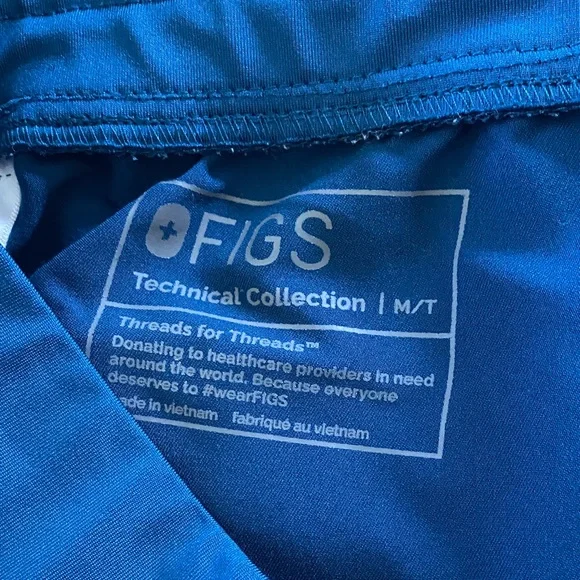 FIGS
Technical Collection | M/T
Threads for Threads™
Donating to healthcare providers in need
around the world. Because everyone
deserves to #wearFIGS
made in vietnam fabriqué au vietnam